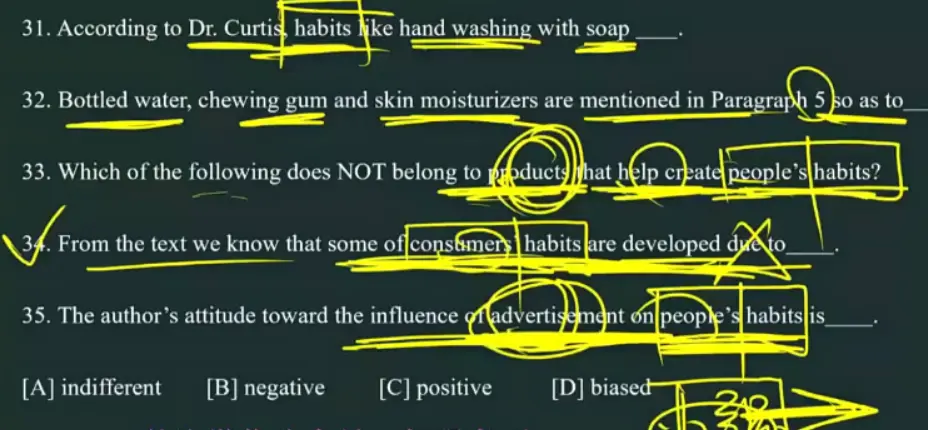 31. According to Dr. Curtis, habits like hand washing with soap ____.
32. Bottled water, chewing gum and skin moisturizers are mentioned in Paragraph 5 so as to__
33. Which of the following does NOT belong to products that help create people's habits?
34. From the text we know that some of consumers' habits are developed due to____.
35. The author's attitude toward the influence of advertisement on people's habits is____.
[A] indifferent [B] negative [C] positive [D] biased